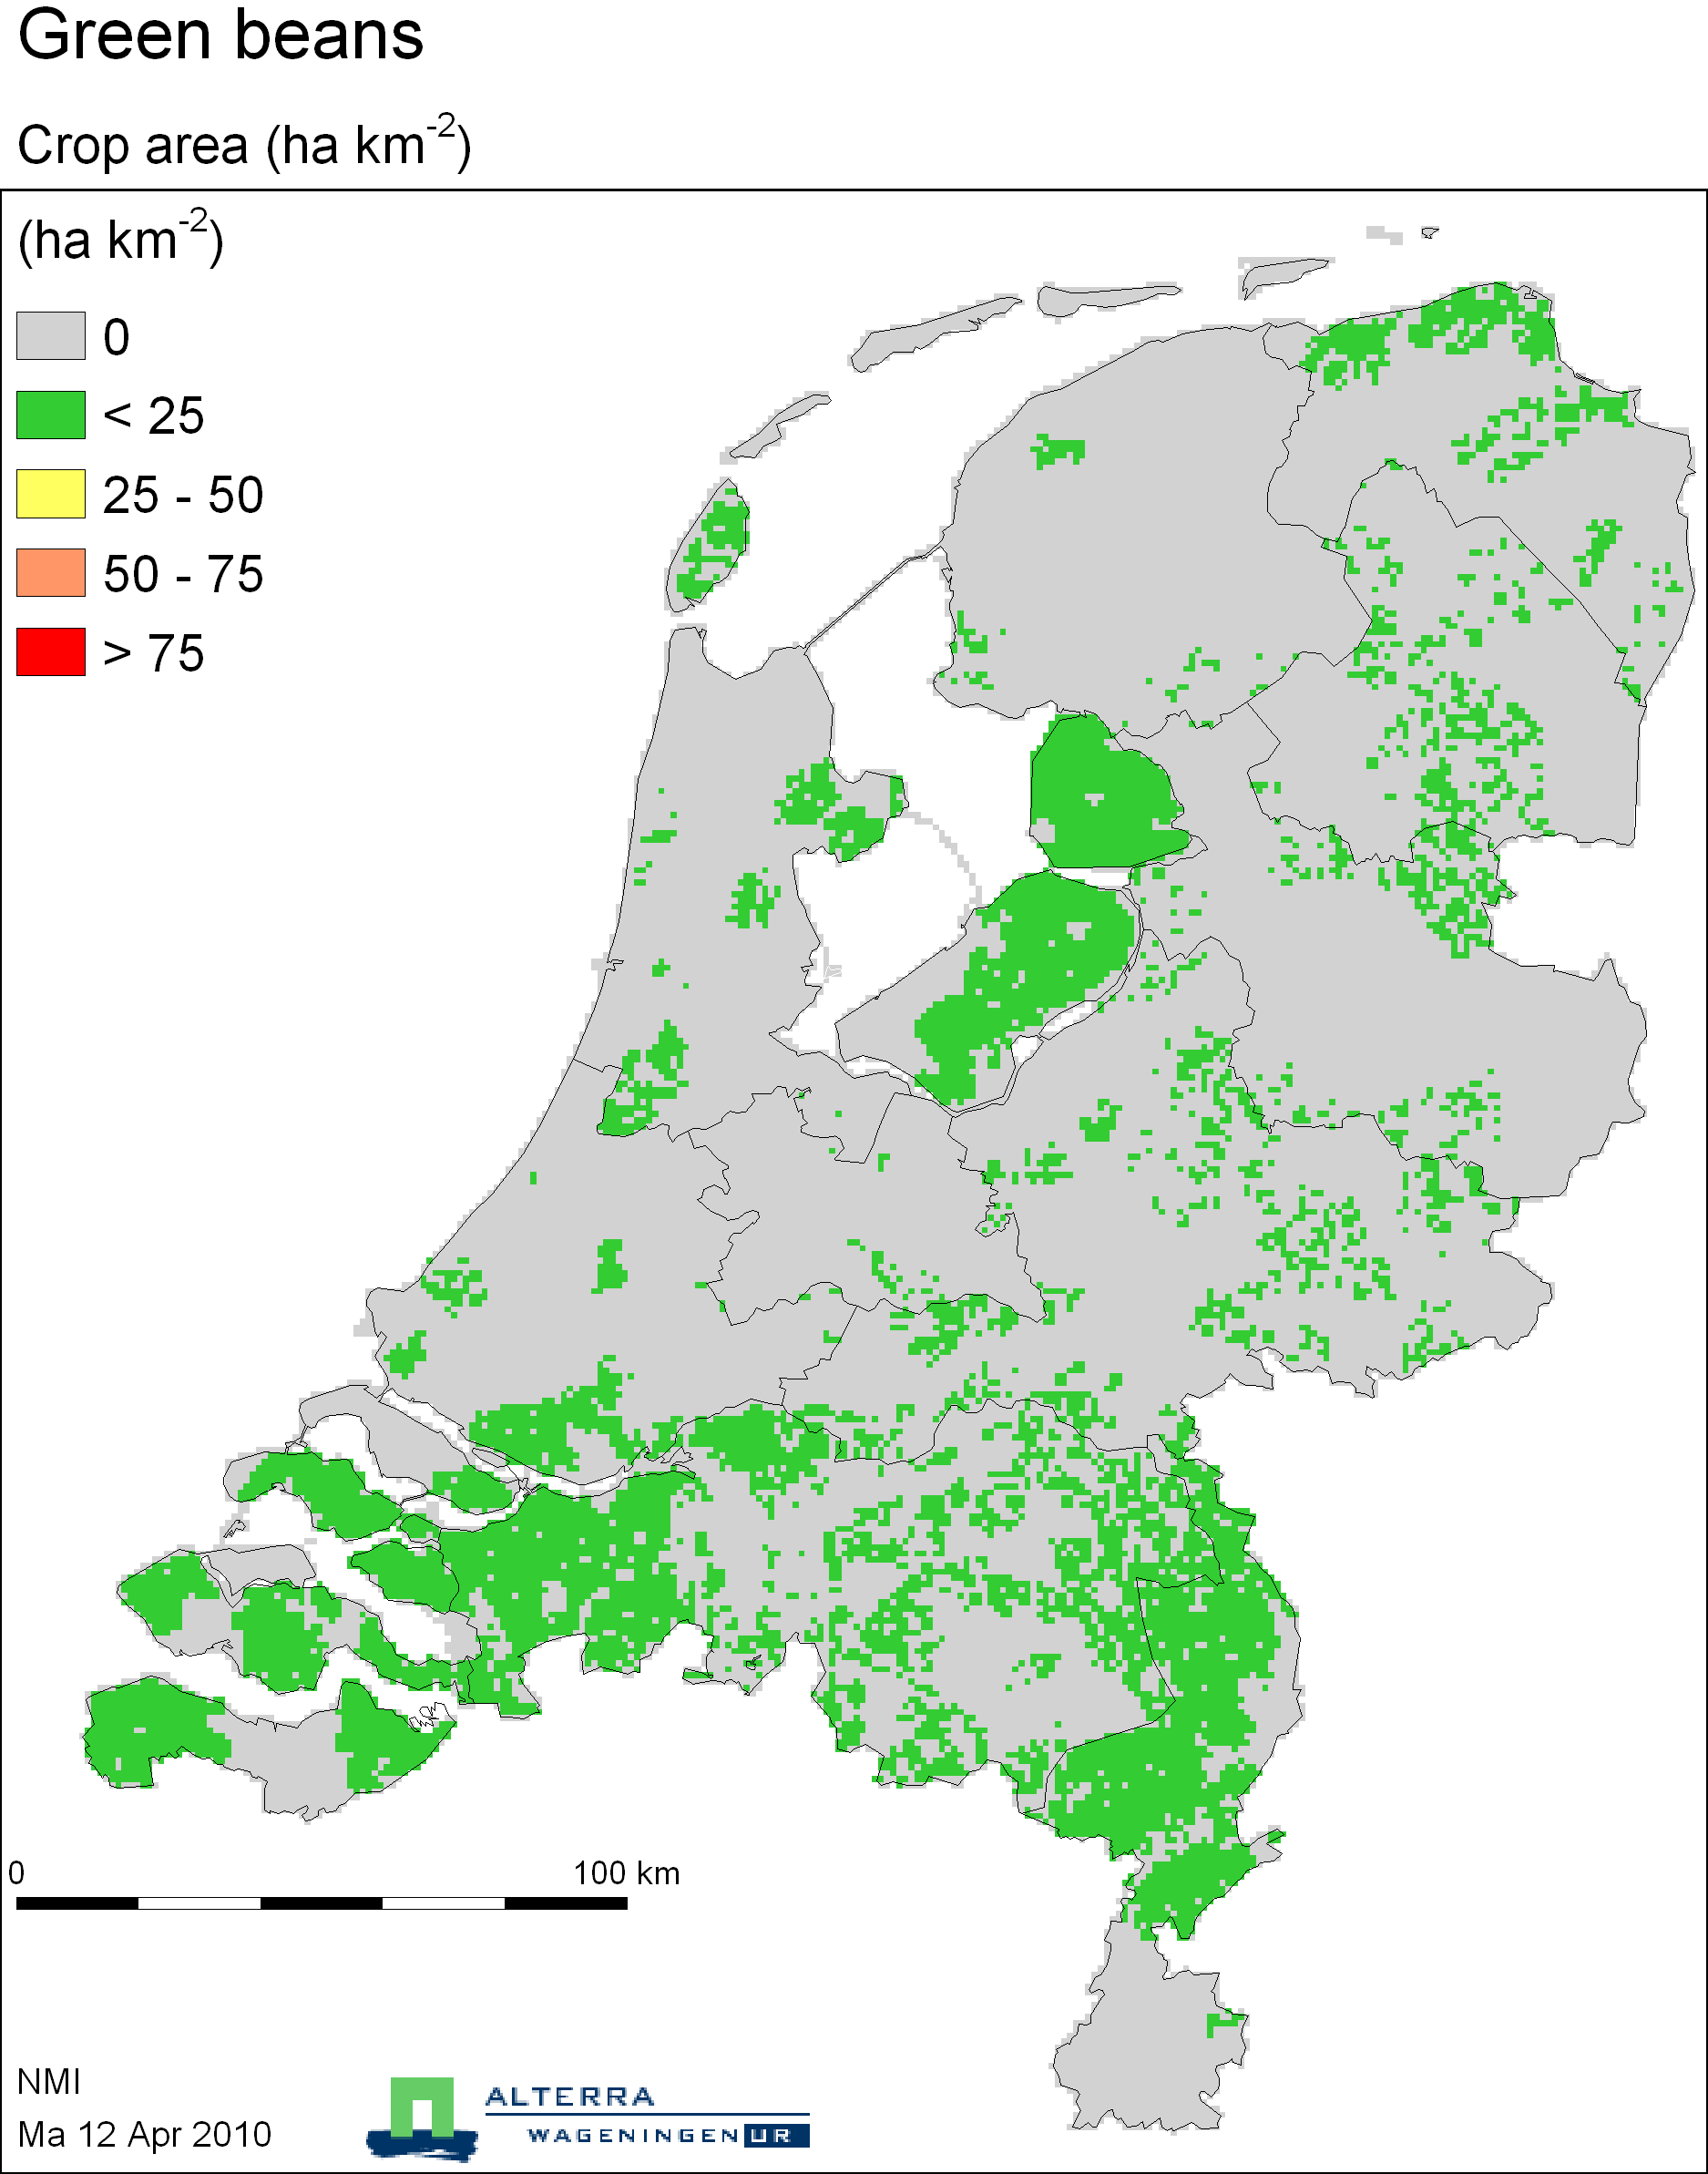 Green beans
Crop area (ha km-2)
(ha km-2)
0
< 25
25 - 50
50 - 75
> 75
0 100 km
NMI
Ma 12 Apr 2010
ALTERRA
WAGENINGEN UR